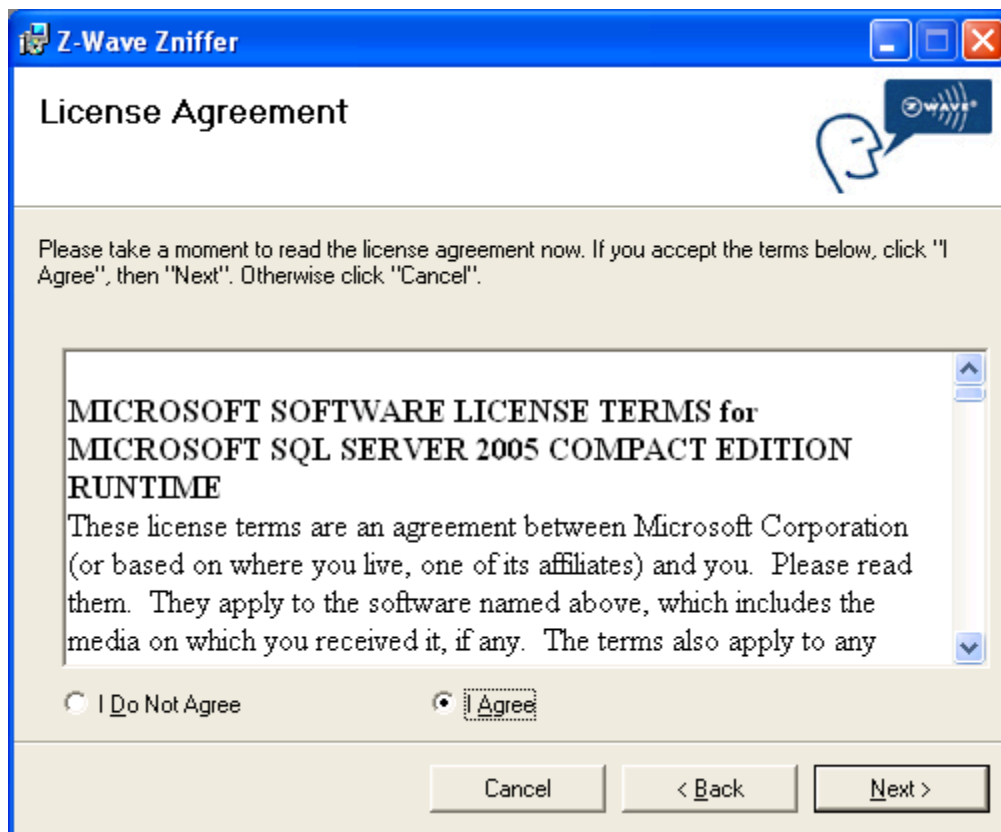 Z-Wave Zniffer
License Agreement
Z WAVE®
Please take a moment to read the license agreement now. If you accept the terms below, click "I
Agree", then "Next". Otherwise click "Cancel".
MICROSOFT SOFTWARE LICENSE TERMS for
MICROSOFT SQL SERVER 2005 COMPACT EDITION
RUNTIME
These license terms are an agreement between Microsoft Corporation
(or based on where you live, one of its affiliates) and you.  Please read
them.  They apply to the software named above, which includes the
media on which you received it, if any.  The terms also apply to any
I Do Not Agree
I Agree
Cancel
< Back
Next >